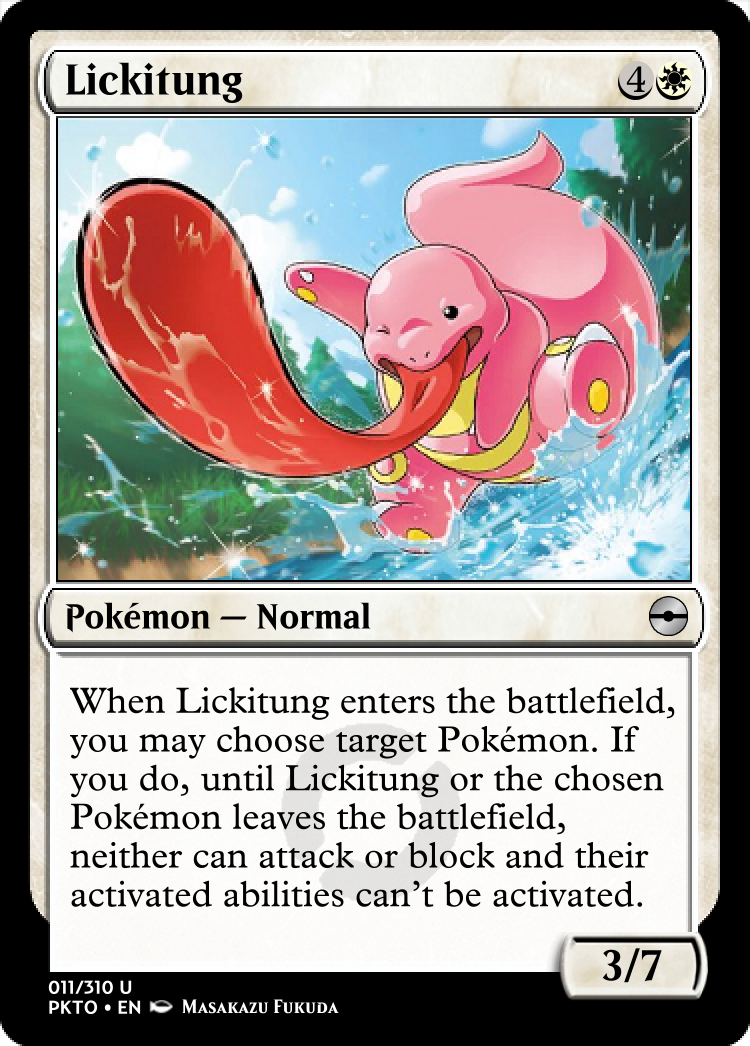 Lickitung 4
Pokémon — Normal
When Lickitung enters the battlefield,
you may choose target Pokémon. If
you do, until Lickitung or the chosen
Pokémon leaves the battlefield,
neither can attack or block and their
activated abilities can't be activated.
3/7
011/310 U
PKTO • EN Masakazu Fukuda